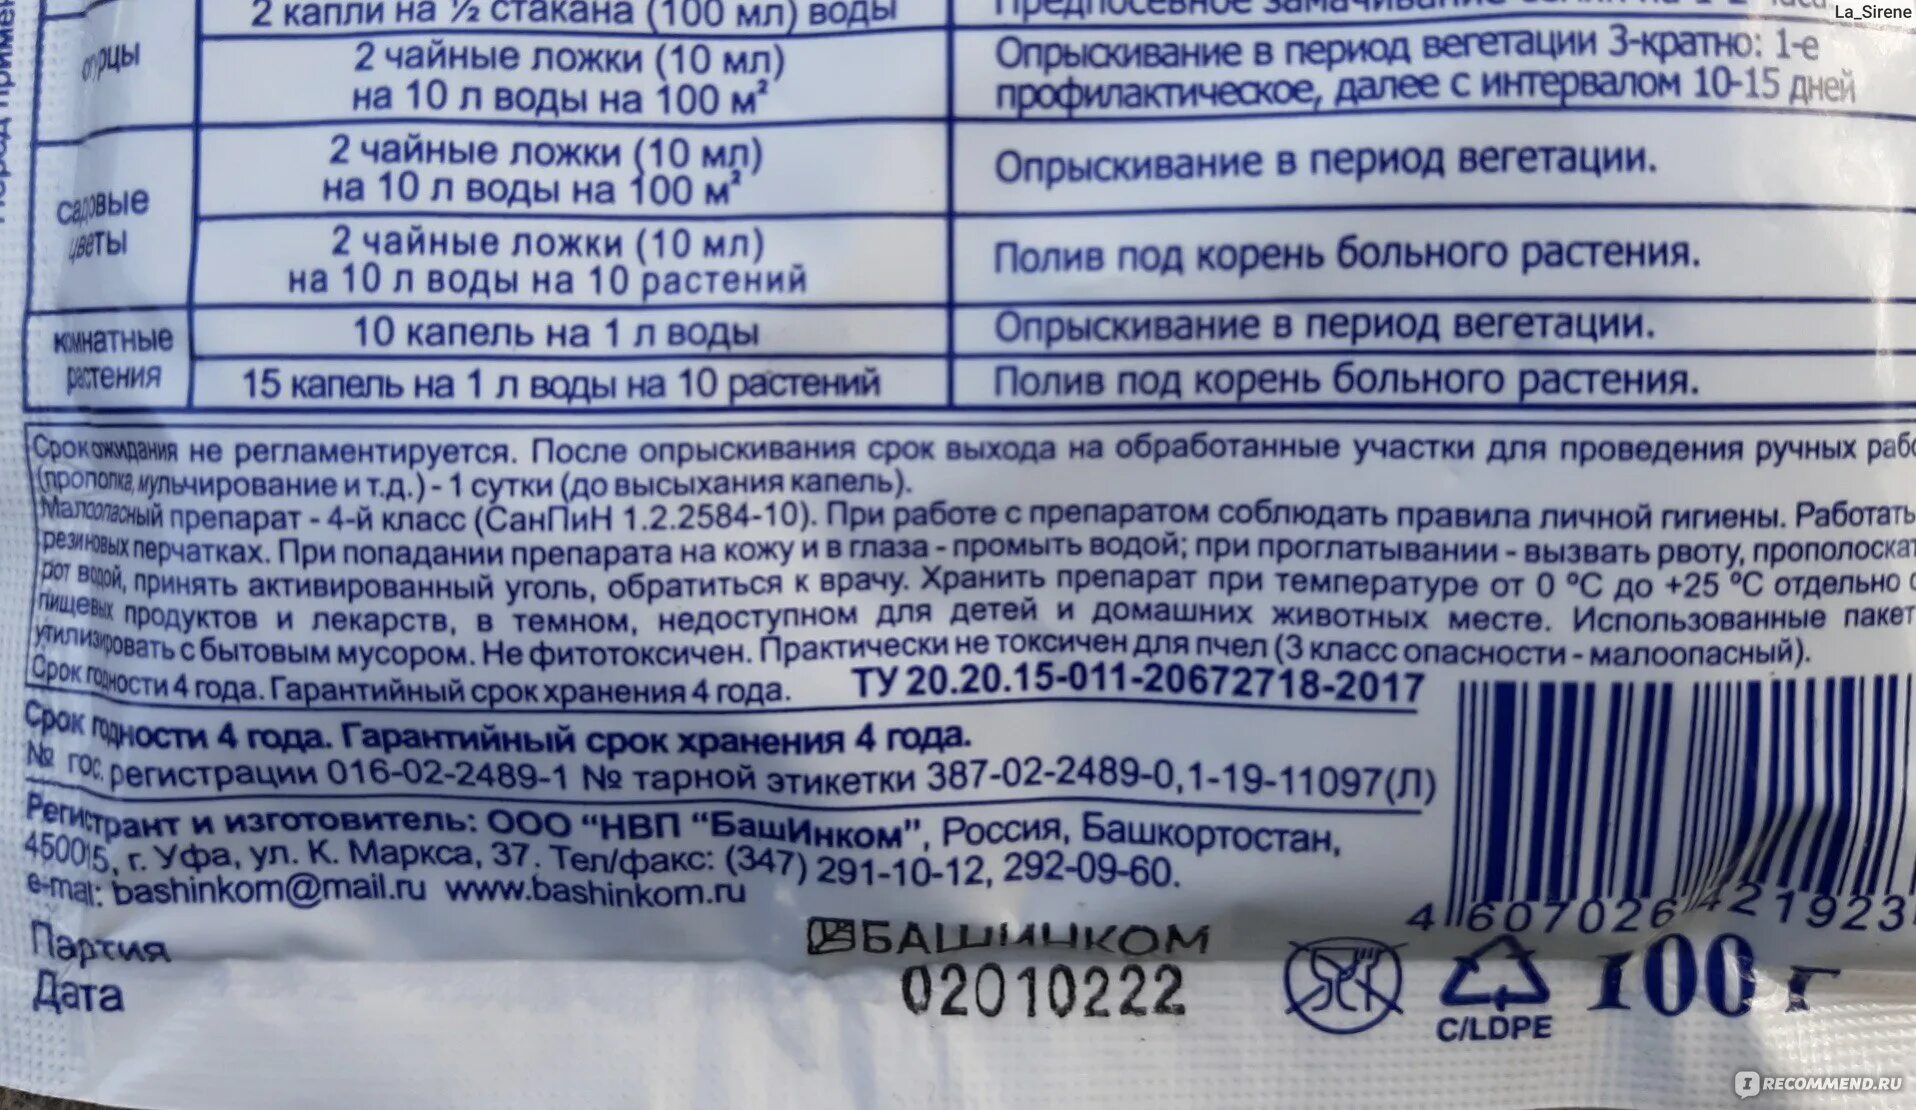 La_Sirene
2 капли на ½ стакана (100 мл) воды
огурцы
2 чайные ложки (10 мл)
на 10 л воды на 100 м²
Опрыскивание в период вегетации 3-кратно: 1-е
профилактическое, далее с интервалом 10-15 дней
садовые
цветы
2 чайные ложки (10 мл)
на 10 л воды на 100 м²
Опрыскивание в период вегетации.
2 чайные ложки (10 мл)
на 10 л воды на 10 растений
Полив под корень больного растения.
комнатные
растения
10 капель на 1 л воды
Опрыскивание в период вегетации.
15 капель на 1 л воды на 10 растений
Полив под корень больного растения.
Срок ожидания не регламентируется. После опрыскивания срок выхода на обработанные участки для проведения ручных рабо
(прополка, мульчирование и т.д.) - 1 сутки (до высыхания капель).
Малоопасный препарат - 4-й класс (СанПиН 1.2.2584-10). При работе с препаратом соблюдать правила личной гигиены. Работать
резиновых перчатках. При попадании препарата на кожу и в глаза - промыть водой; при проглатывании - вызвать рвоту, прополоскат
рот водой, принять активированный уголь, обратиться к врачу. Хранить препарат при температуре от 0 °С до +25 °С отдельно о
пищевых продуктов и лекарств, в темном, недоступном для детей и домашних животных месте. Использованные пакет
утилизировать с бытовым мусором. Не фитотоксичен. Практически не токсичен для пчел (3 класс опасности - малоопасный).
Срок годности 4 года. Гарантийный срок хранения 4 года. ТУ 20.20.15-011-20672718-2017
Срок годности 4 года. Гарантийный срок хранения 4 года.
№ гос. регистрации 016-02-2489-1 № тарной этикетки 387-02-2489-0,1-19-11097(Л)
Регистрант и изготовитель: ООО "НВП "БашИнком", Россия, Башкортостан,
450015, г. Уфа, ул. К. Маркса, 37. Тел/факс: (347) 291-10-12, 292-09-60.
e-mal: bashinkom@mail.ru www.bashinkom.ru
4 607026 421923
Партия
Дата
БАШИНКОМ
02010222
C/LDPE
100 г
RECOMMEND.RU